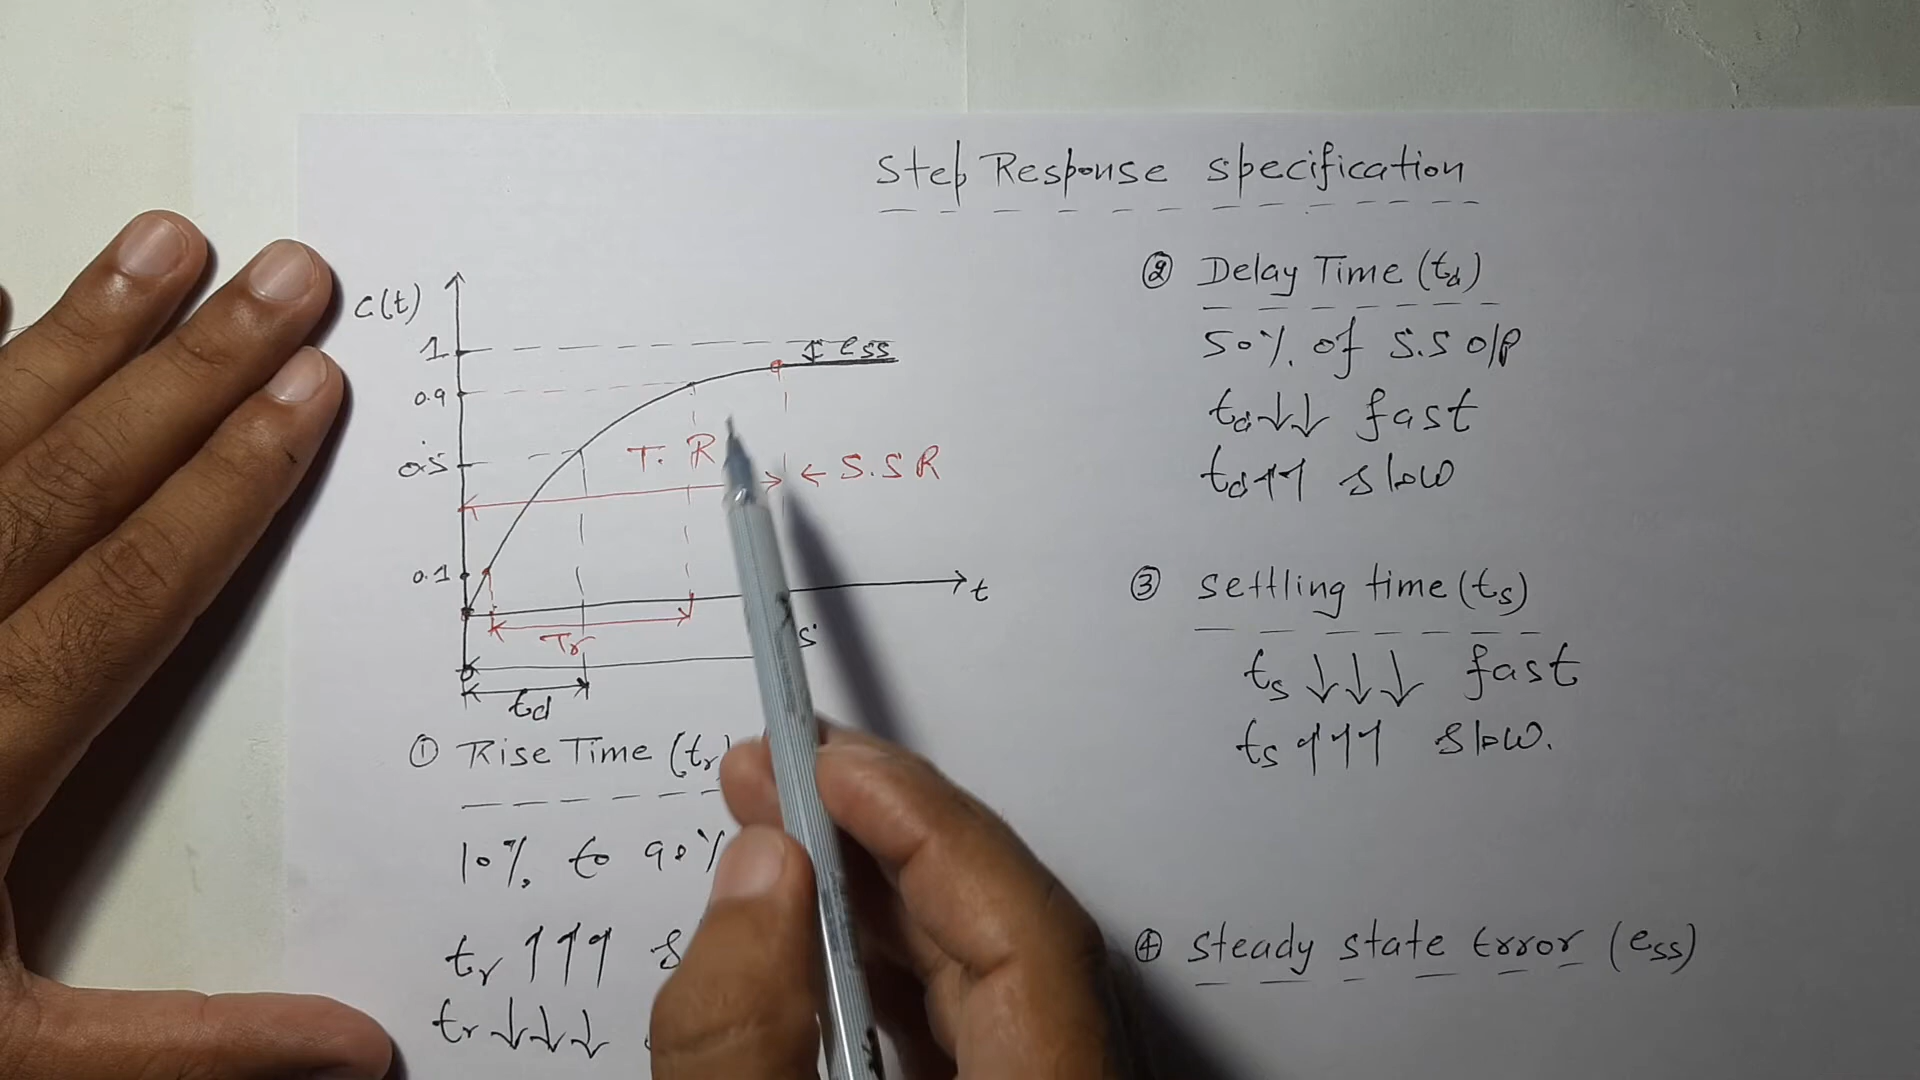 Step Response specification
c(t)
1
ess
0.9
0.5
T. R
← S.S R
0.1
t
Tr
td
① Rise Time (tr)
10% to 90%
tr ↑↑↑
tr ↓↓↓
② Delay Time (td)
50% of S.S o/p
td↓↓ fast
td↑↑ slow
③ settling time (ts)
ts ↓↓↓ fast
ts ↑↑↑ slow.
④ Steady state Error (ess)